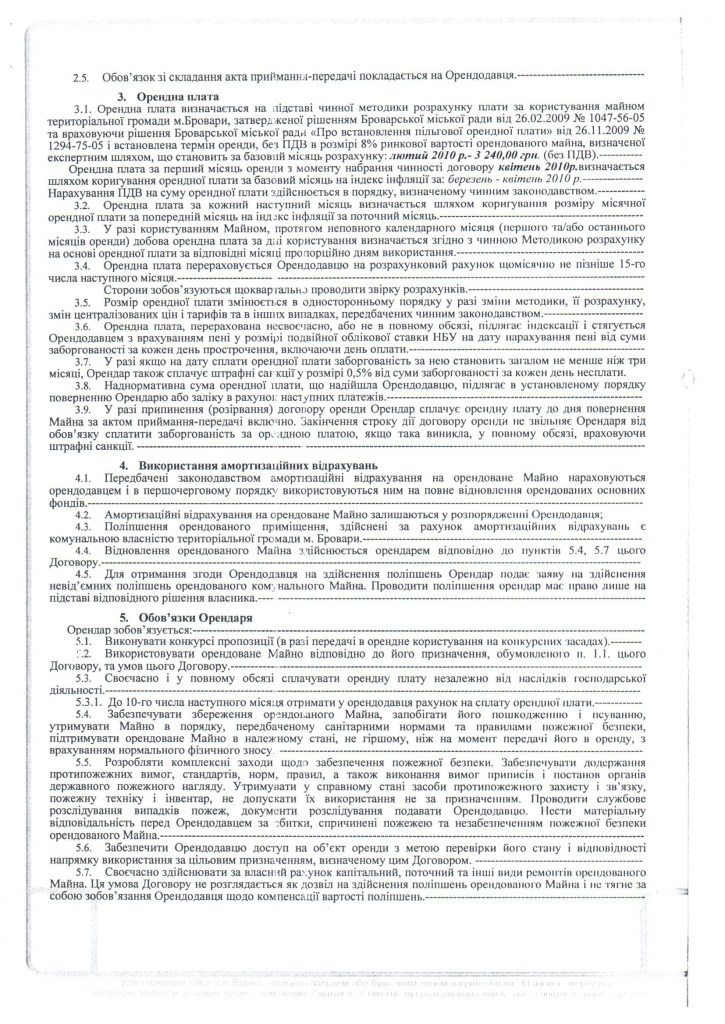 2.5. Обов’язок зі складання акта приймання-передачі покладається на Орендодавця.
3. Орендна плата
3.1. Орендна плата визначається на підставі чинної методики розрахунку плати за користування майном
територіальної громади м.Бровари, затвердженої рішенням Броварської міської ради від 26.02.2009 № 1047-56-05
та враховуючи рішення Броварської міської ради «Про встановлення пільгової орендної плати» від 26.11.2009 №
1294-75-05 і встановлена термін оренди, без ПДВ в розмірі 8% ринкової вартості орендованого майна, визначеної
експертним шляхом, що становить за базовий місяць розрахунку: лютий 2010 р.- 3 240,00 грн. (без ПДВ).-----------
Орендна плата за перший місяць оренди з моменту набрання чинності договору квітень 2010р.визначається
шляхом коригування орендної плати за базовий місяць на індекс інфляції за: березень - квітень 2010 р.---------------
Нарахування ПДВ на суму орендної плати здійснюється в порядку, визначеному чинним законодавством.------------
3.2. Орендна плата за кожний наступний місяць визначається шляхом коригування розміру місячної
орендної плати за попередній місяць на індекс інфляції за поточний місяць.-----------------------------------------
3.3. У разі користуванням Майном, протягом неповного календарного місяця (першого та/або останнього
місяців оренди) добова орендна плата за дні користування визначається згідно з чинною Методикою розрахунку
на основі орендної плати за відповідні місяці пропорційно дням використання.--------------------------------------
3.4. Орендна плата перераховується Орендодавцю на розрахунковий рахунок щомісячно не пізніше 15-го
числа наступного місяця.---------------------------------------------------------------
Сторони зобов’язуються щоквартально проводити звірку розрахунків.-----------------------------------
3.5. Розмір орендної плати змінюється в односторонньому порядку у разі зміни методики, її розрахунку,
змін централізованих цін і тарифів та в інших випадках, передбачених чинним законодавством.-------------------
3.6. Орендна плата, перерахована несвоєчасно, або не в повному обсязі, підлягає індексації і стягується
Орендодавцем з врахуванням пені у розмірі подвійної облікової ставки НБУ на дату нарахування пені від суми
заборгованості за кожен день прострочення, включаючи день оплати.---------------------------------------------
3.7. У разі якщо на дату сплати орендної плати заборгованість за нею становить загалом не менше ніж три
місяці, Орендар також сплачує штрафні санкції у розмірі 0,5% від суми заборгованості за кожен день несплати.
3.8. Наднормативна сума орендної плати, що надійшла Орендодавцю, підлягає в установленому порядку
поверненню Орендарю або заліку в рахунок наступних платежів.-----------------------------------------------
3.9. У разі припинення (розірвання) договору оренди Орендар сплачує орендну плату до дня повернення
Майна за актом приймання-передачі включно. Закінчення строку дії договору оренди не звільняє Орендаря від
обов’язку сплатити заборгованість за орендною платою, якщо така виникла, у повному обсязі, враховуючи
штрафні санкції. -----------------------------------------------------------------
4. Використання амортизаційних відрахувань
4.1. Передбачені законодавством амортизаційні відрахування на орендоване Майно нараховуються
орендодавцем і в першочерговому порядку використовуються ним на повне відновлення орендованих основних
фондів.---------------------------------------------------------------
4.2. Амортизаційні відрахування на орендоване Майно залишаються у розпорядженні Орендодавця;
4.3. Поліпшення орендованого приміщення, здійснені за рахунок амортизаційних відрахувань є
комунальною власністю територіальної громади м. Бровари.---------------------------------------------
4.4. Відновлення орендованого Майна здійснюється орендарем відповідно до пунктів 5.4, 5.7 цього
Договору.---------------------------------------------------------------
4.5. Для отримання згоди Орендодавця на здійснення поліпшень Орендар подає заяву на здійснення
невід’ємних поліпшень орендованого комунального Майна. Проводити поліпшення орендар має право лише на
підставі відповідного рішення власника.---------------------------------------------------------------
5. Обов’язки Орендаря
Орендар зобов’язується:---------------------------------------------------------------
5.1. Виконувати конкурсі пропозиції (в разі передачі в орендне користування на конкурсних засадах).--------
5.2. Використовувати орендоване Майно відповідно до його призначення, обумовленого п. 1.1. цього
Договору, та умов цього Договору.---------------------------------------------------------------
5.3. Своєчасно і у повному обсязі сплачувати орендну плату незалежно від наслідків господарської
діяльності.---------------------------------------------------------------
5.3.1. До 10-го числа наступного місяця отримати у орендодавця рахунок на сплату орендної плати.------------
5.4. Забезпечувати збереження орендованого Майна, запобігати його пошкодженню і псуванню,
утримувати Майно в порядку, передбаченому санітарними нормами та правилами пожежної безпеки,
підтримувати орендоване Майно в належному стані, не гіршому, ніж на момент передачі його в оренду, з
врахуванням нормального фізичного зносу. ---------------------------------------------------------------
5.5. Розробляти комплексні заходи щодо забезпечення пожежної безпеки. Забезпечувати додержання
протипожежних вимог, стандартів, норм, правил, а також виконання вимог приписів і постанов органів
державного пожежного нагляду. Утримувати у справному стані засоби протипожежного захисту і зв’язку,
пожежну техніку і інвентар, не допускати їх використання не за призначенням. Проводити службове
розслідування випадків пожеж, документи розслідування подавати Орендодавцю. Нести матеріальну
відповідальність перед Орендодавцем за збитки, спричинені пожежею та незабезпеченням пожежної безпеки
орендованого Майна.---------------------------------------------------------------
5.6. Забезпечити Орендодавцю доступ на об’єкт оренди з метою перевірки його стану і відповідності
напрямку використання за цільовим призначенням, визначеному цим Договором. -----------------------------------
5.7. Своєчасно здійснювати за власний рахунок капітальний, поточний та інші види ремонтів орендованого
Майна. Ця умова Договору не розглядається як дозвіл на здійснення поліпшень орендованого Майна і не тягне за
собою зобов’язання Орендодавця щодо компенсації вартості поліпшень.---------------------------------------------